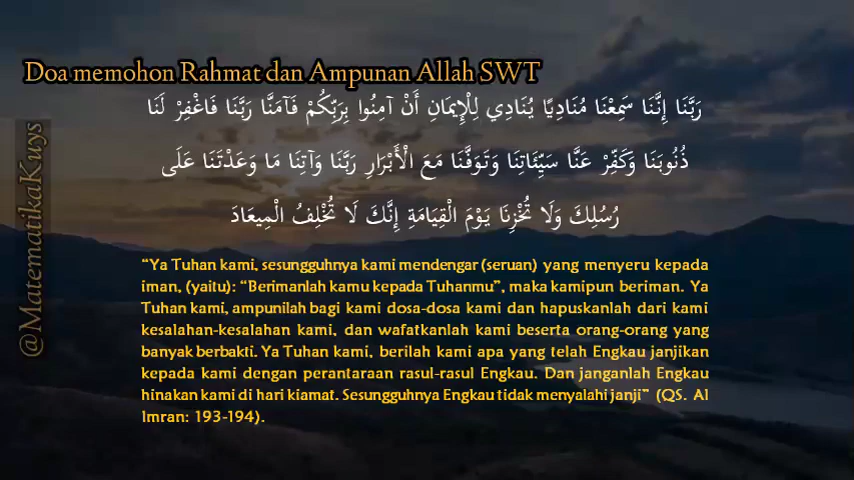 Doa memohon Rahmat dan Ampunan Allah SWT
رَبَّنَا إِنَّنَا سَمِعْنَا مُنَادِيًا يُنَادِي لِلْإِيمَانِ أَنْ آمِنُوا بِرَبِّكُمْ فَآمَنَّا رَبَّنَا فَاغْفِرْ لَنَا
ذُنُوبَنَا وَكَفِّرْ عَنَّا سَيِّئَاتِنَا وَتَوَفَّنَا مَعَ الْأَبْرَارِ رَبَّنَا وَآتِنَا مَا وَعَدْتَنَا عَلَى
رُسُلِكَ وَلَا تُخْزِنَا يَوْمَ الْقِيَامَةِ إِنَّكَ لَا تُخْلِفُ الْمِيعَادَ
“Ya Tuhan kami, sesungguhnya kami mendengar (seruan) yang menyeru kepada
iman, (yaitu): “Berimanlah kamu kepada Tuhanmu”, maka kamipun beriman. Ya
Tuhan kami, ampunilah bagi kami dosa-dosa kami dan hapuskanlah dari kami
kesalahan-kesalahan kami, dan wafatkanlah kami beserta orang-orang yang
banyak berbakti. Ya Tuhan kami, berilah kami apa yang telah Engkau janjikan
kepada kami dengan perantaraan rasul-rasul Engkau. Dan janganlah Engkau
hinakan kami di hari kiamat. Sesungguhnya Engkau tidak menyalahi janji” (QS. Al
Imran: 193-194).
@MatematikaKuys